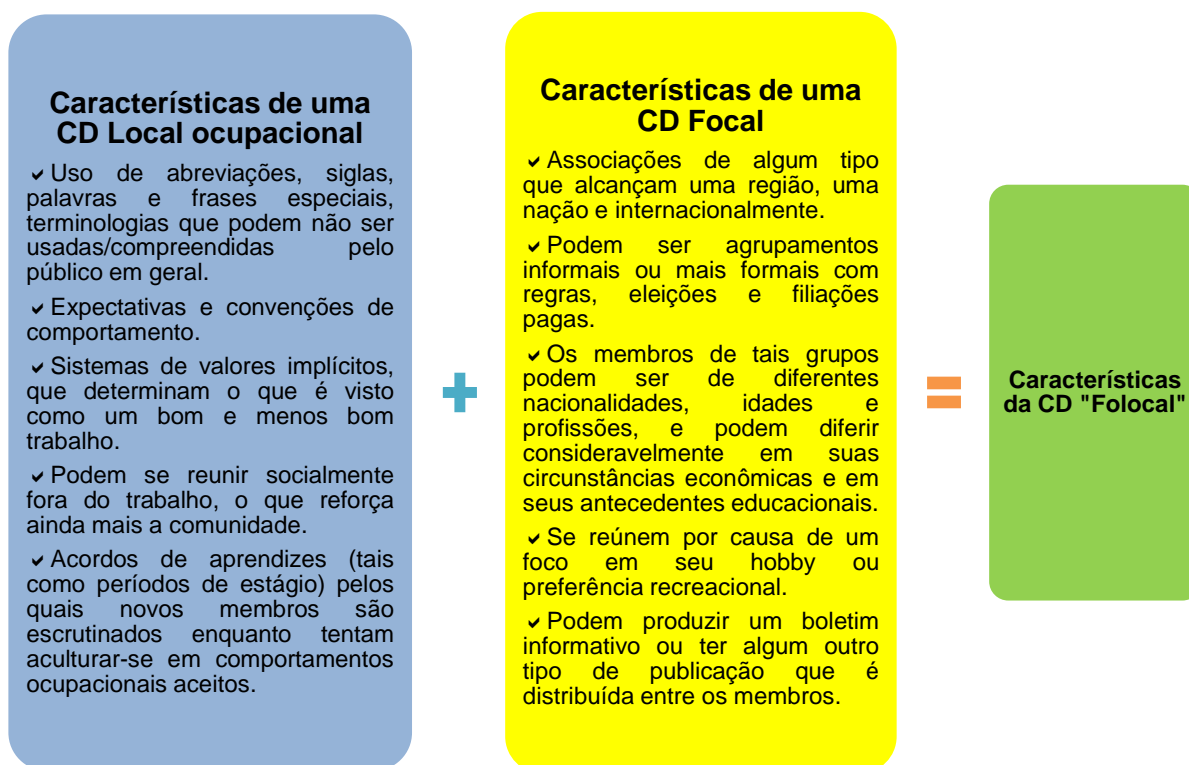 Características de uma
CD Local ocupacional
✓Uso de abreviações, siglas,
palavras e frases especiais,
terminologias que podem não ser
usadas/compreendidas pelo
público em geral.
✓Expectativas e convenções de
comportamento.
✓Sistemas de valores implícitos,
que determinam o que é visto
como um bom e menos bom
trabalho.
✓Podem se reunir socialmente
fora do trabalho, o que reforça
ainda mais a comunidade.
✓Acordos de aprendizes (tais
como períodos de estágio) pelos
quais novos membros são
escrutinados enquanto tentam
aculturar-se em comportamentos
ocupacionais aceitos.
+
Características de uma
CD Focal
✓Associações de algum tipo
que alcançam uma região, uma
nação e internacionalmente.
✓Podem ser agrupamentos
informais ou mais formais com
regras, eleições e filiações
pagas.
✓Os membros de tais grupos
podem ser de diferentes
nacionalidades, idades e
profissões, e podem diferir
consideravelmente em suas
circunstâncias econômicas e em
seus antecedentes educacionais.
✓Se reúnem por causa de um
foco em seu hobby ou
preferência recreacional.
✓Podem produzir um boletim
informativo ou ter algum outro
tipo de publicação que é
distribuída entre os membros.
=
Características
da CD "Folocal"